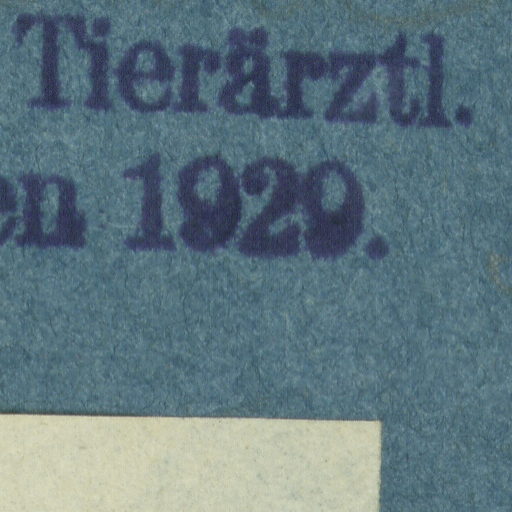 Tierärztl.
en 1929.